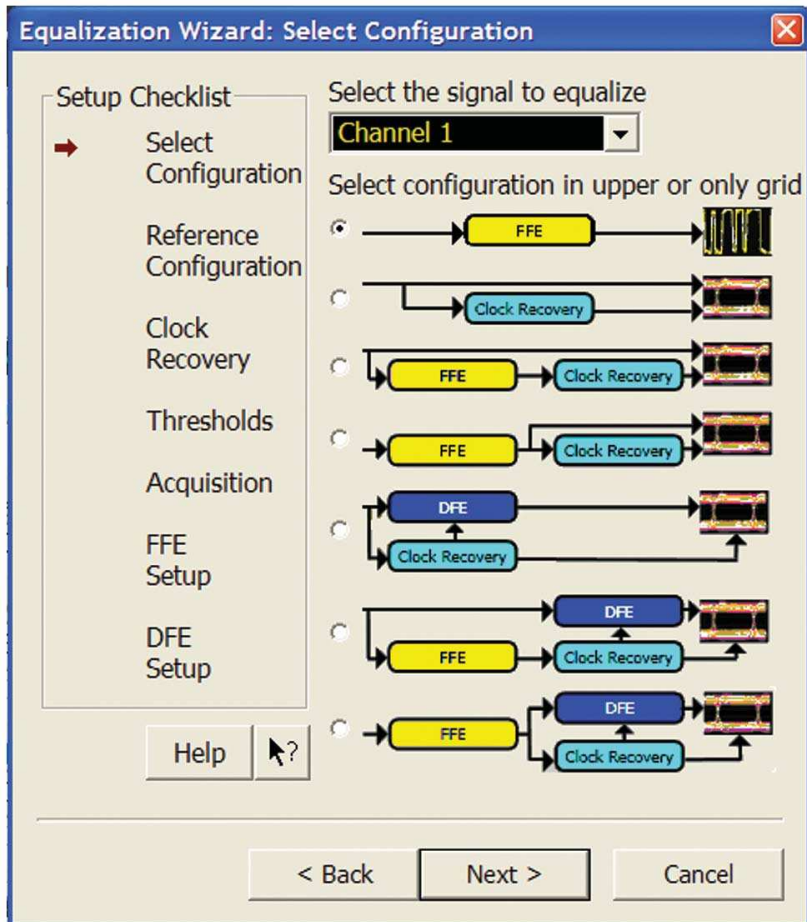 Equalization Wizard: Select Configuration
Setup Checklist
Select
Configuration
Reference
Configuration
Clock
Recovery
Thresholds
Acquisition
FFE
Setup
DFE
Setup
Help
?
Select the signal to equalize
Channel 1
Select configuration in upper or only grid
FFE
Clock Recovery
FFE Clock Recovery
FFE Clock Recovery
DFE
Clock Recovery
DFE
FFE Clock Recovery
DFE
FFE
Clock Recovery
< Back Next > Cancel